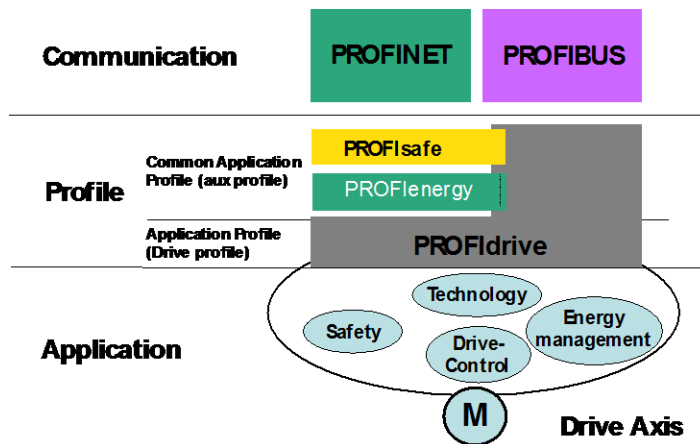 Communication
PROFINET
PROFIBUS
Profile
Common Application
Profile (aux profile)
PROFIsafe
PROFIenergy
Application Profile
(Drive profile)
PROFIdrive
Application
Technology
Safety
Energy
management
Drive-
Control
M
Drive Axis